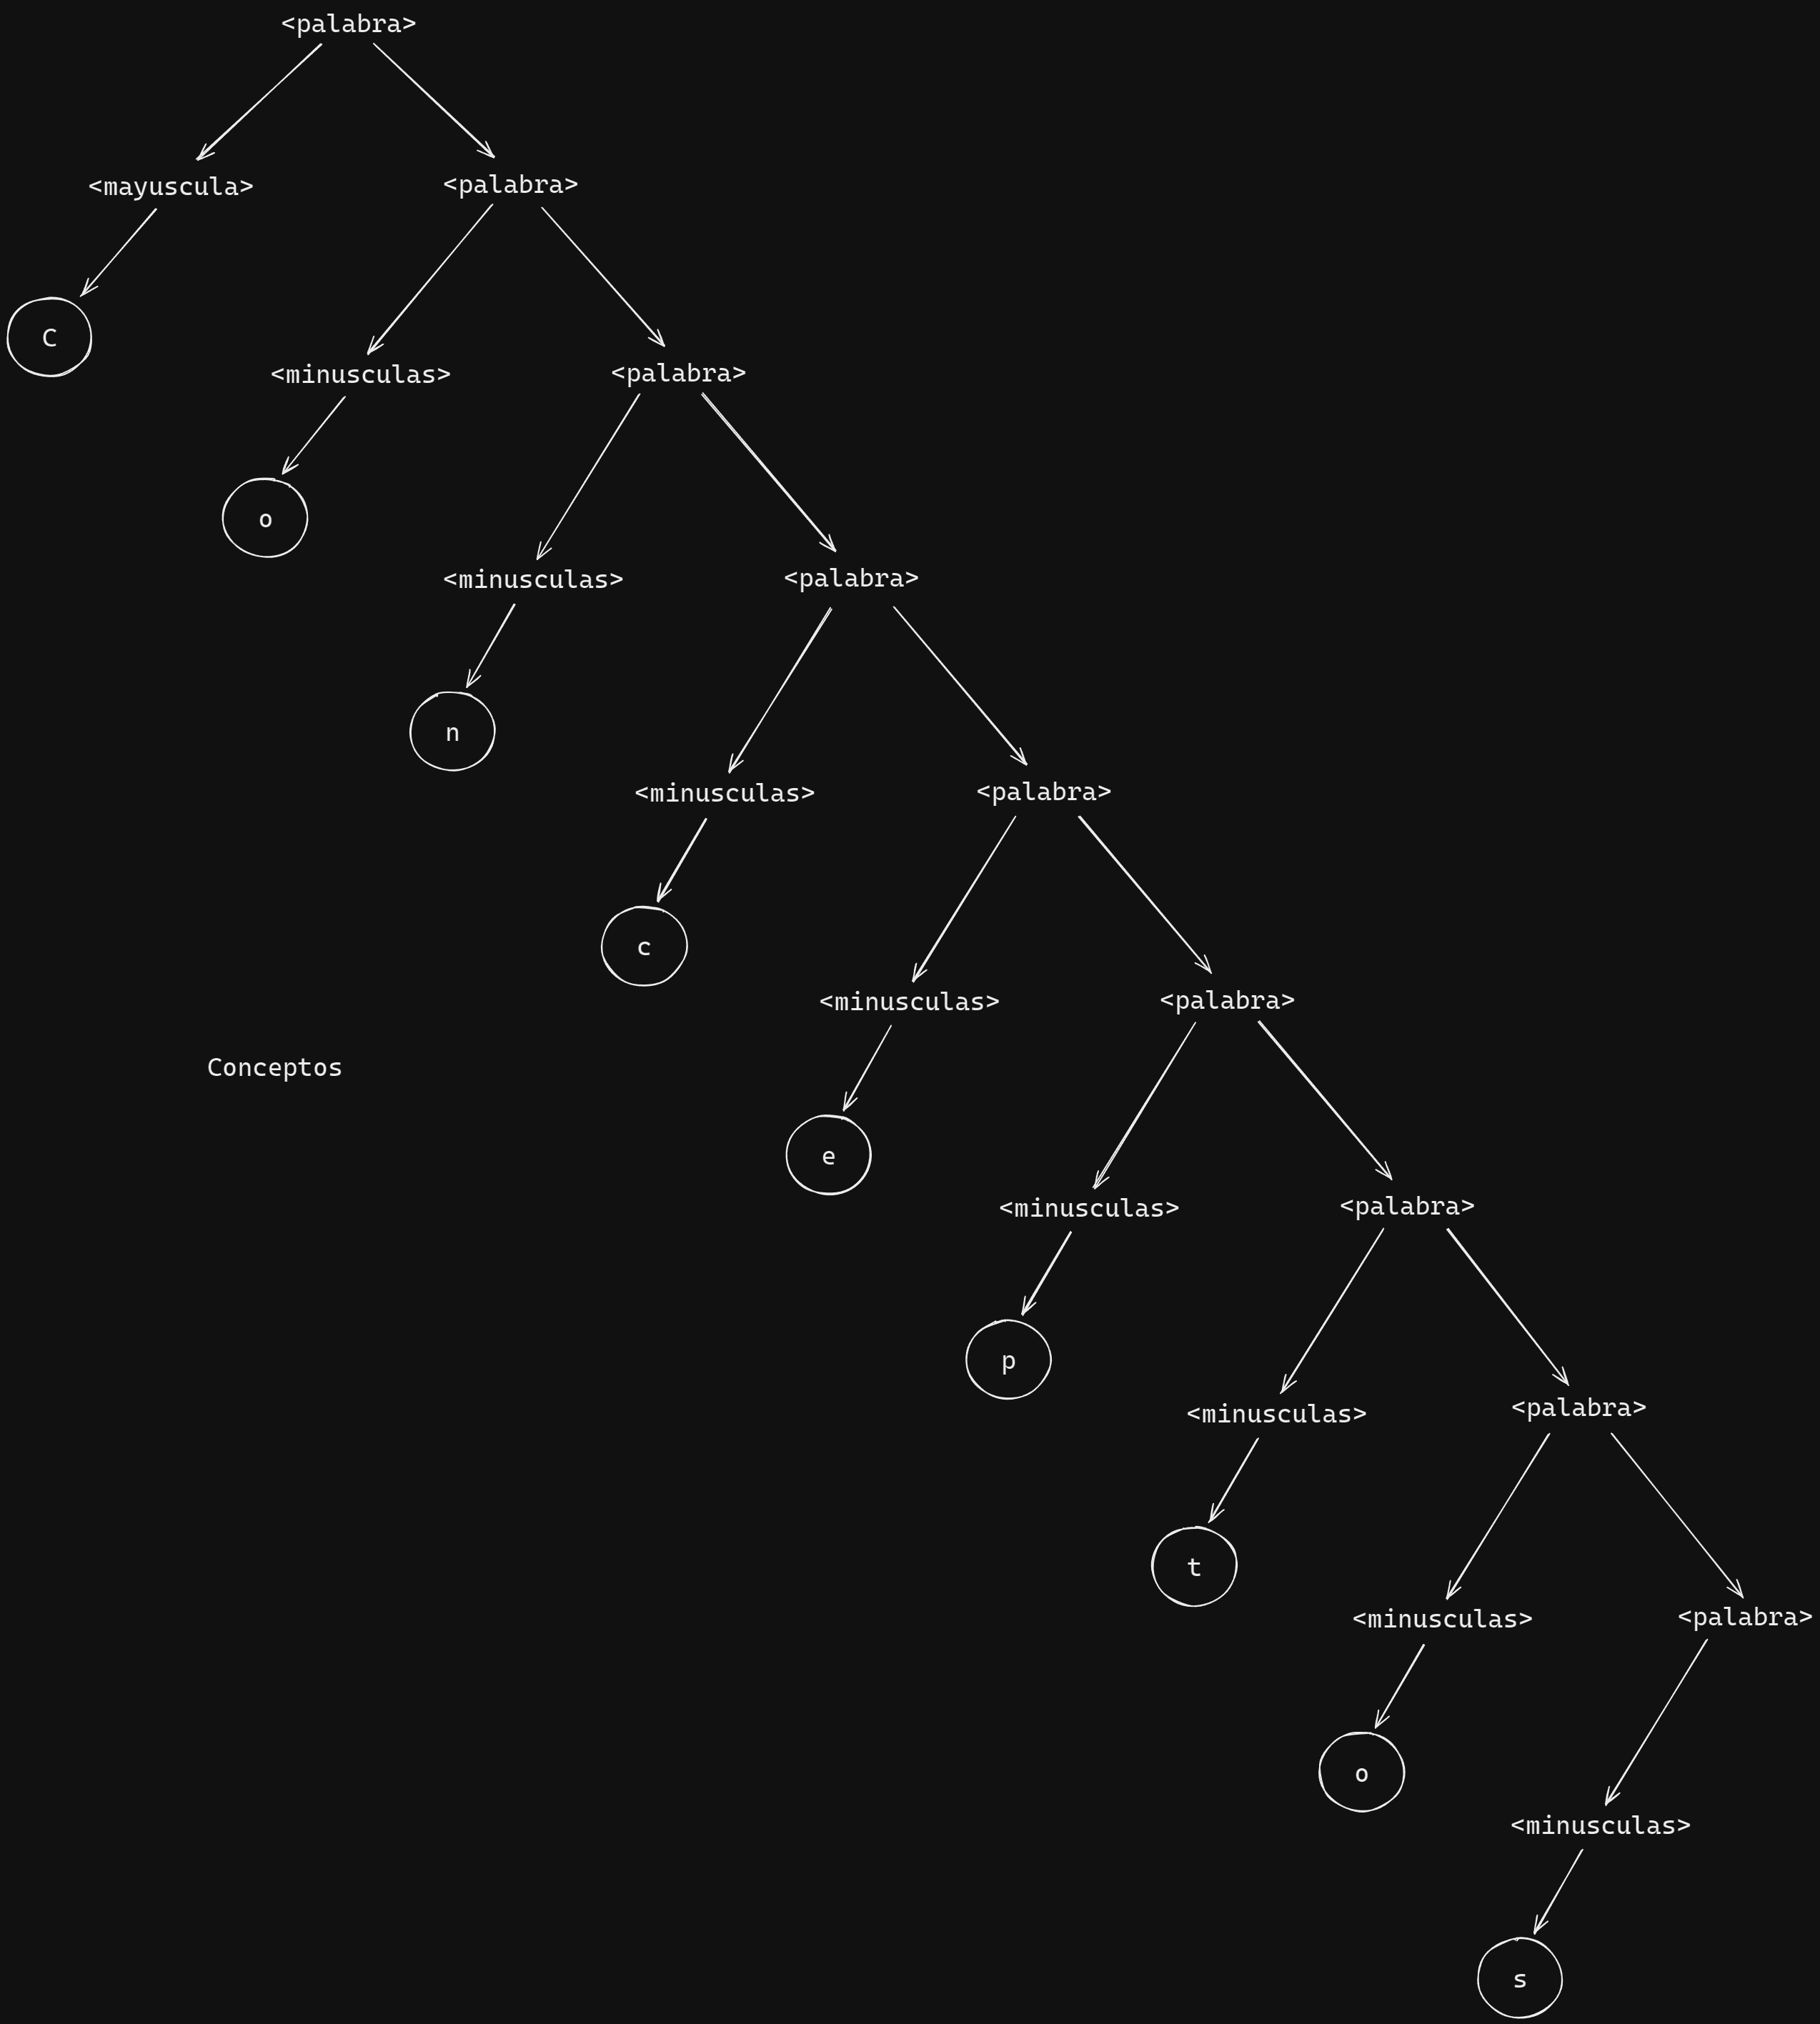 <palabra>
<mayuscula>
<palabra>
C
<minusculas>
<palabra>
o
<minusculas>
<palabra>
n
<minusculas>
<palabra>
c
<minusculas>
<palabra>
Conceptos
e
<minusculas>
<palabra>
p
<minusculas>
<palabra>
t
<minusculas>
<palabra>
o
<minusculas>
s